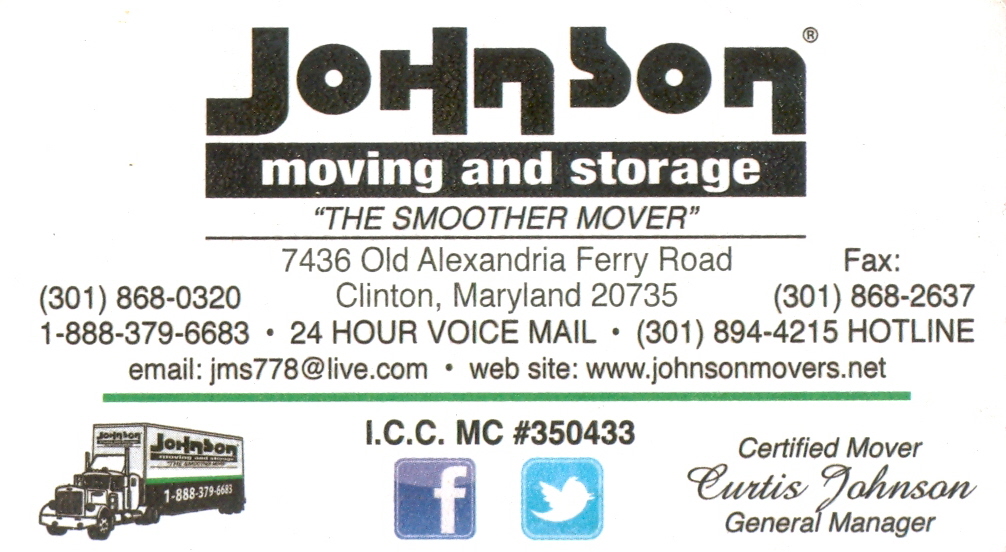 Johnson®
moving and storage
"THE SMOOTHER MOVER"
7436 Old Alexandria Ferry Road
Fax:
(301) 868-0320
Clinton, Maryland 20735
(301) 868-2637
1-888-379-6683 • 24 HOUR VOICE MAIL • (301) 894-4215 HOTLINE
email: jms778@live.com • web site: www.johnsonmovers.net
I.C.C. MC #350433
Johnson
Johnson
moving and storage
"THE SMOOTHER MOVER"
1-888-379-6683
f
Certified Mover
Curtis Johnson
General Manager